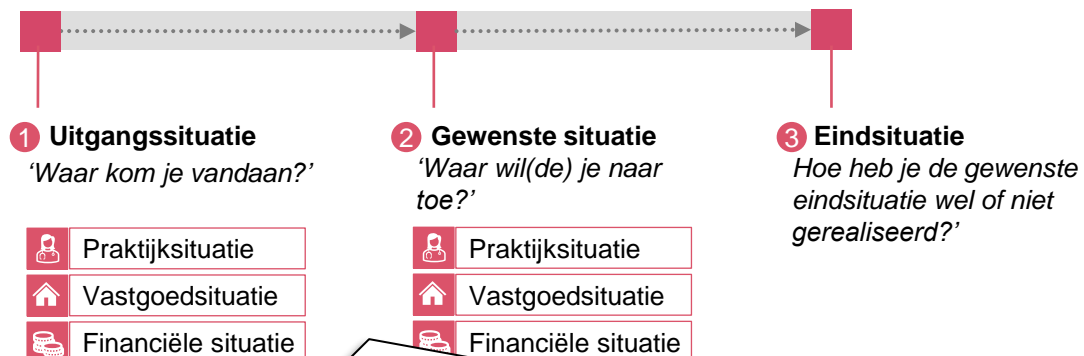 1 Uitgangssituatie
‘Waar kom je vandaan?’
Praktijksituatie
Vastgoedsituatie
Financiële situatie
2 Gewenste situatie
‘Waar wil(de) je naar
toe?’
Praktijksituatie
Vastgoedsituatie
Financiële situatie
3 Eindsituatie
Hoe heb je de gewenste
eindsituatie wel of niet
gerealiseerd?’